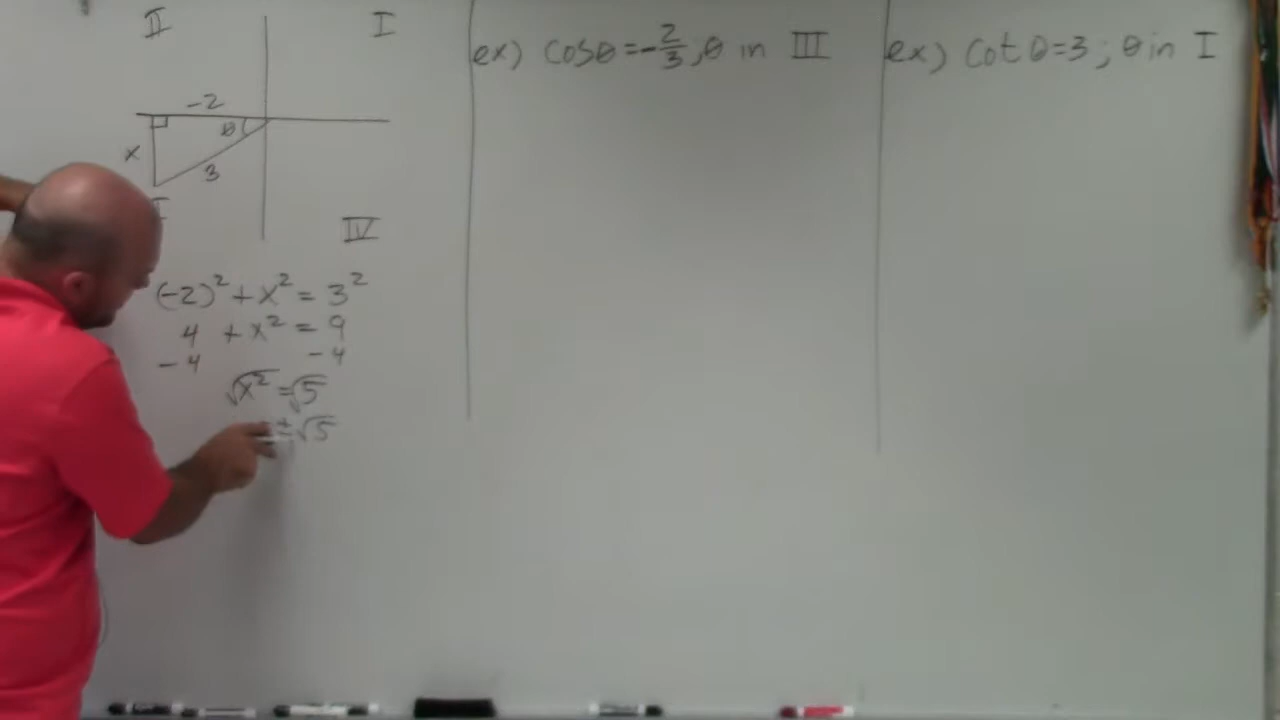 II I
-2
θ
x
3
I
IV
(-2)² + x² = 3²
4 + x² = 9
-4 -4
√x² = √5
± √5
ex) cosθ = -2/3, θ in III
ex) cot θ = 3 ; θ in I